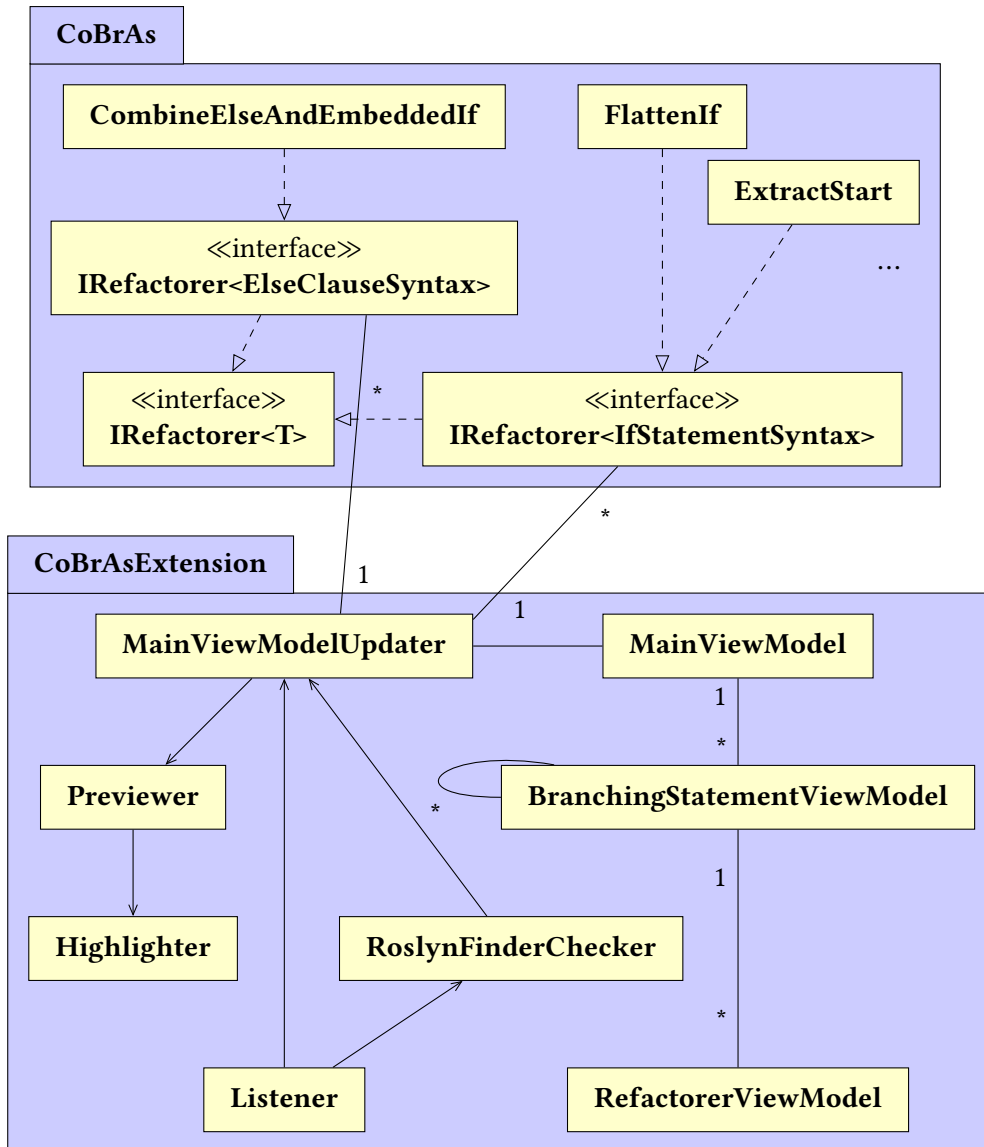 CoBrAs
CombineElseAndEmbeddedIf
FlattenIf
ExtractStart
≪interface≫
IRefactorer<ElseClauseSyntax>
...
≪interface≫
IRefactorer<T>
*
≪interface≫
IRefactorer<IfStatementSyntax>
*
CoBrAsExtension
1
1
MainViewModelUpdater
MainViewModel
1
*
Previewer
BranchingStatementViewModel
*
1
Highlighter
RoslynFinderChecker
*
Listener
RefactorerViewModel